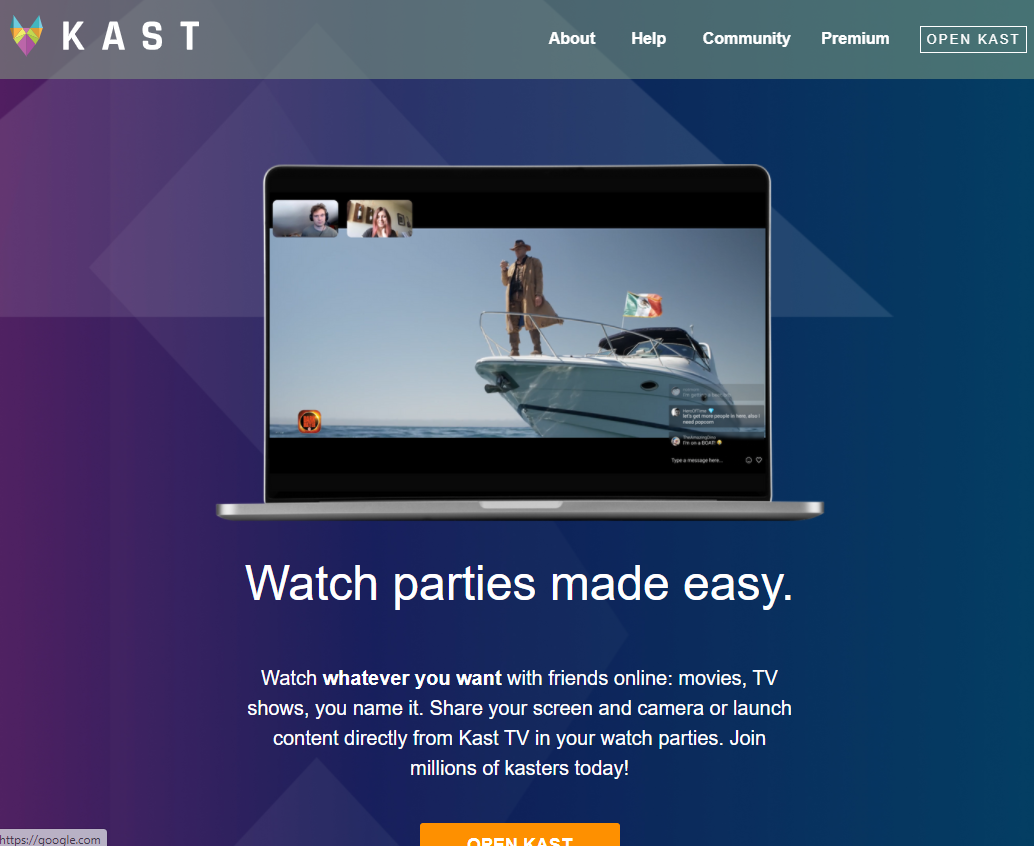 KAST
About Help Community Premium OPEN KAST
let's get more people in here, also I
need popcorn
I'm on a BOAT!
Type a message here...
Watch parties made easy.
Watch whatever you want with friends online: movies, TV
shows, you name it. Share your screen and camera or launch
content directly from Kast TV in your watch parties. Join
millions of kasters today!
OPEN KAST
https://google.com